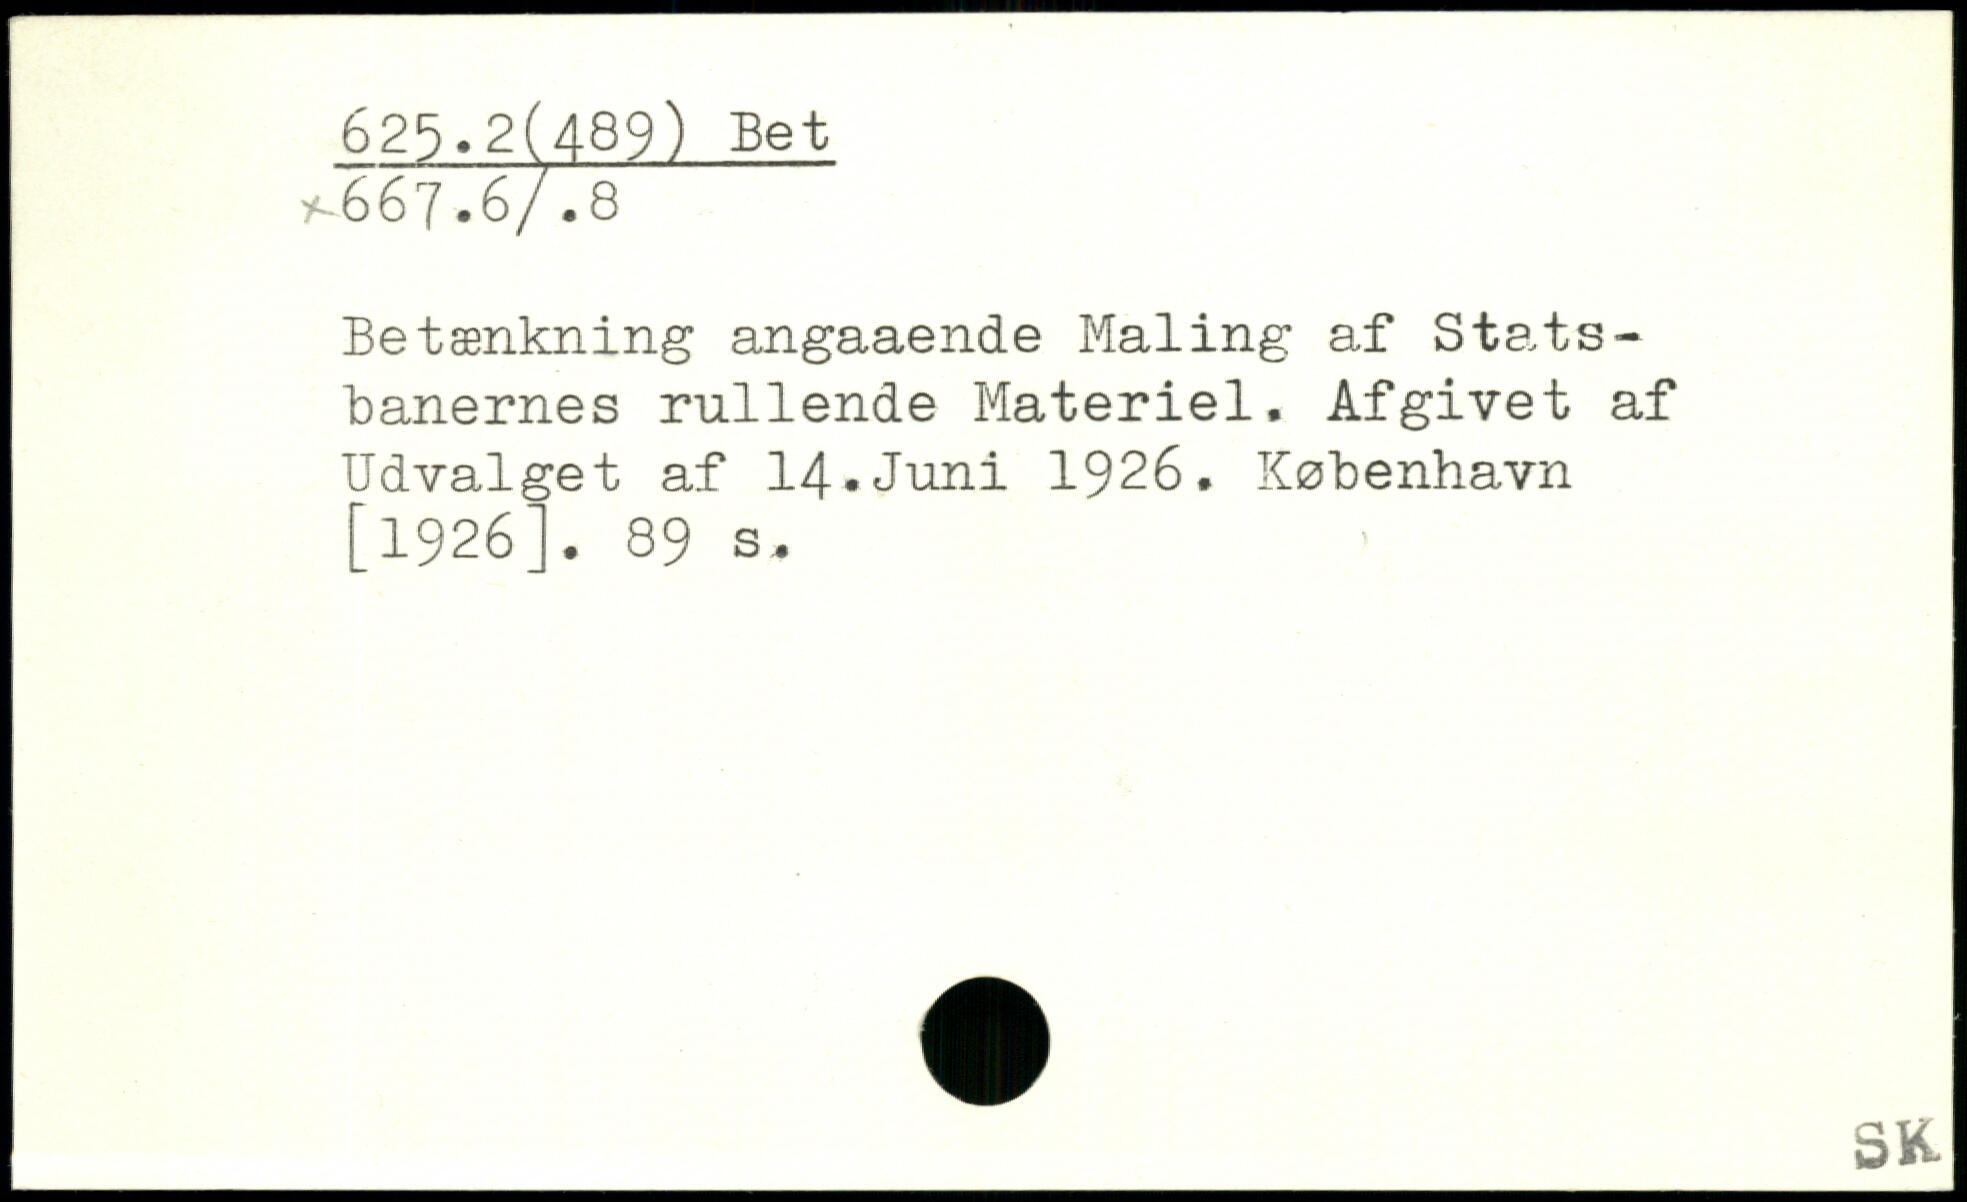 625.2(489) Bet
×667.6/.8
Betænkning angaaende Maling af Stats-
banernes rullende Materiel. Afgivet af
Udvalget af 14.Juni 1926. København
[1926]. 89 s.
SK